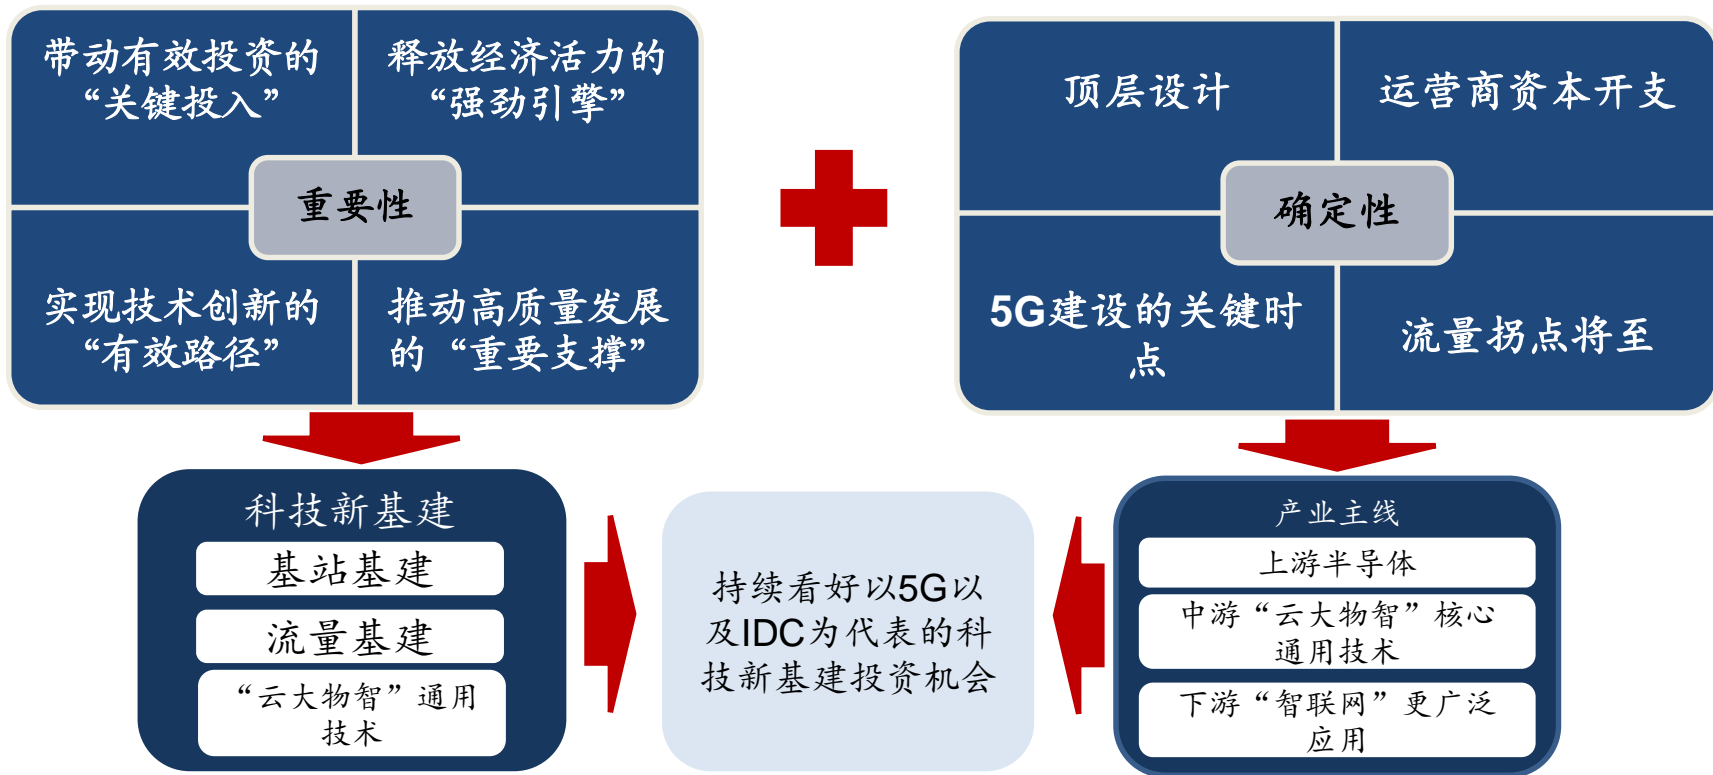 带动有效投资的
“关键投入”
释放经济活力的
“强劲引擎”
重要性
实现技术创新的
“有效路径”
推动高质量发展
的“重要支撑”
顶层设计
运营商资本开支
确定性
5G建设的关键时
点
流量拐点将至
科技新基建
基站基建
流量基建
“云大物智”通用
技术
持续看好以5G以
及IDC为代表的科
技新基建投资机会
产业主线
上游半导体
中游“云大物智”核心
通用技术
下游“智联网”更广泛
应用